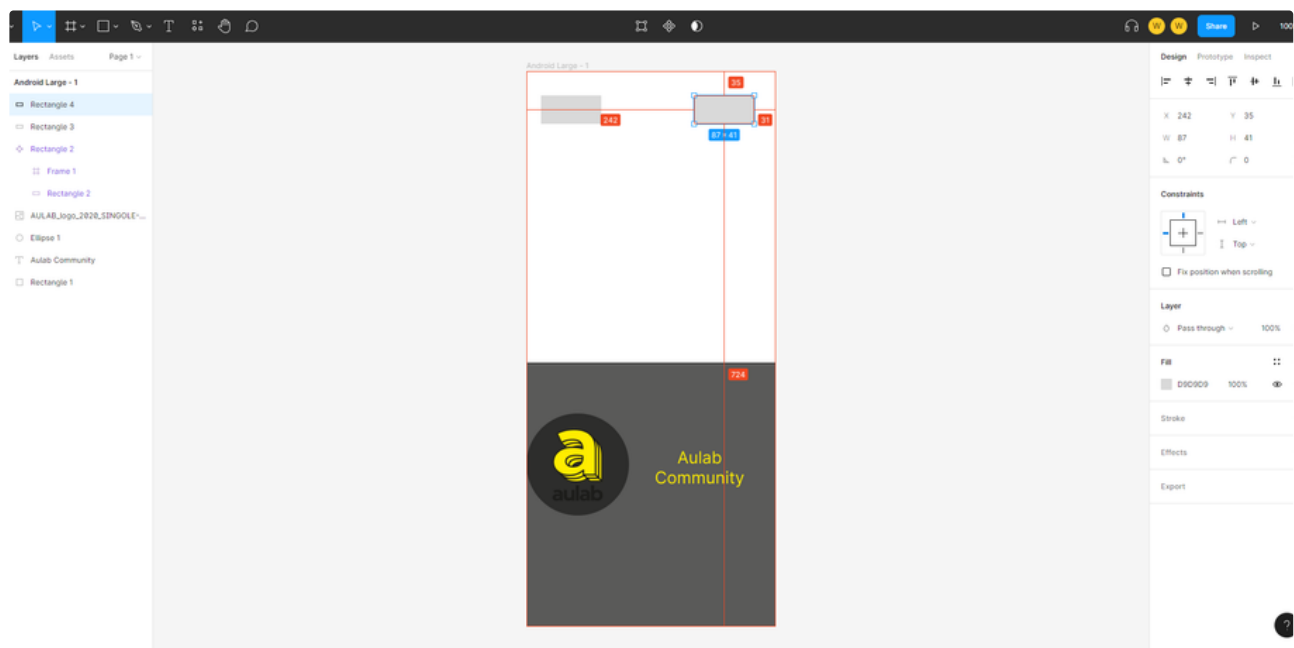 W W Share 100
Layers Assets Page 1
Design Prototype Inspect
Android Large - 1
Android Large - 1
Rectangle 4
Rectangle 3
Rectangle 2
Frame 1
Rectangle 2
AULAB_logo_2020_SINGOLE-...
Ellipse 1
Aulab Community
Rectangle 1
35
242
31
87 × 41
724
a
aulab
Aulab
Community
X 242 Y 35
W 87 H 41
0° 0
Constraints
Left
Top
Fix position when scrolling
Layer
Pass through 100%
Fill
D9D9D9 100%
Stroke
Effects
Export
?